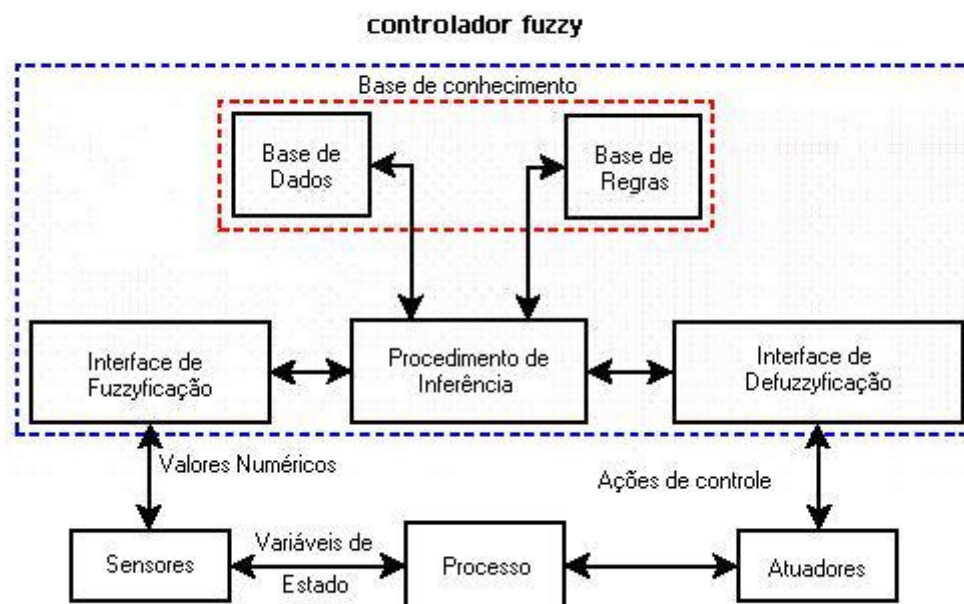 controlador fuzzy
Base de conhecimento
Base de
Dados
Base de
Regras
Interface de
Fuzzyficação
Procedimento de
Inferência
Interface de
Defuzzyficação
Valores Numéricos
Ações de controle
Sensores
Variáveis de
Estado
Processo
Atuadores